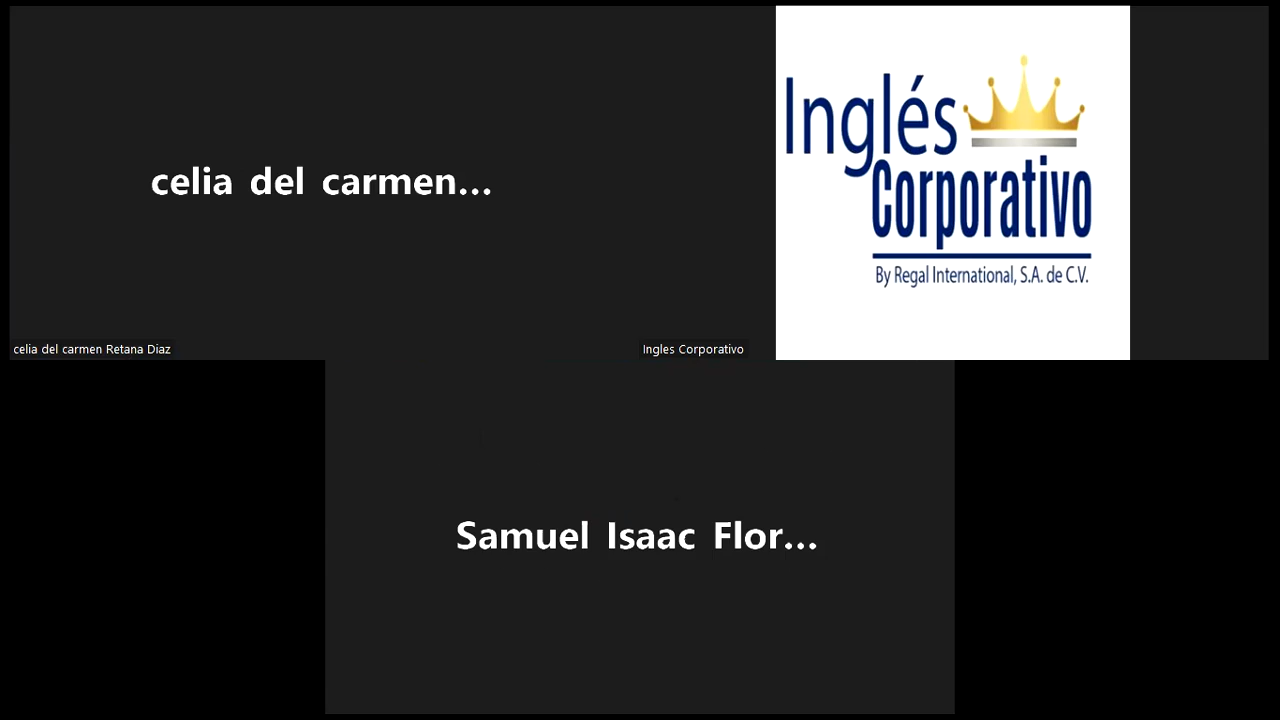 celia del carmen...
celia del carmen Retana Diaz
Inglés
Corporativo
By Regal International, S.A. de C.V.
Ingles Corporativo
Samuel Isaac Flor...